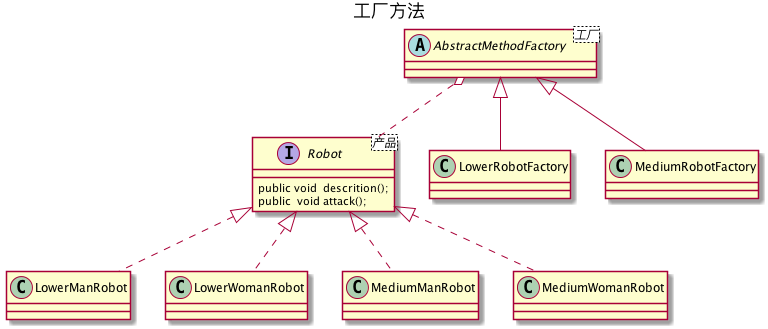 工厂方法
A AbstractMethodFactory 工厂
I Robot 产品
public void descrition();
public void attack();
C LowerRobotFactory
C MediumRobotFactory
C LowerManRobot
C LowerWomanRobot
C MediumManRobot
C MediumWomanRobot